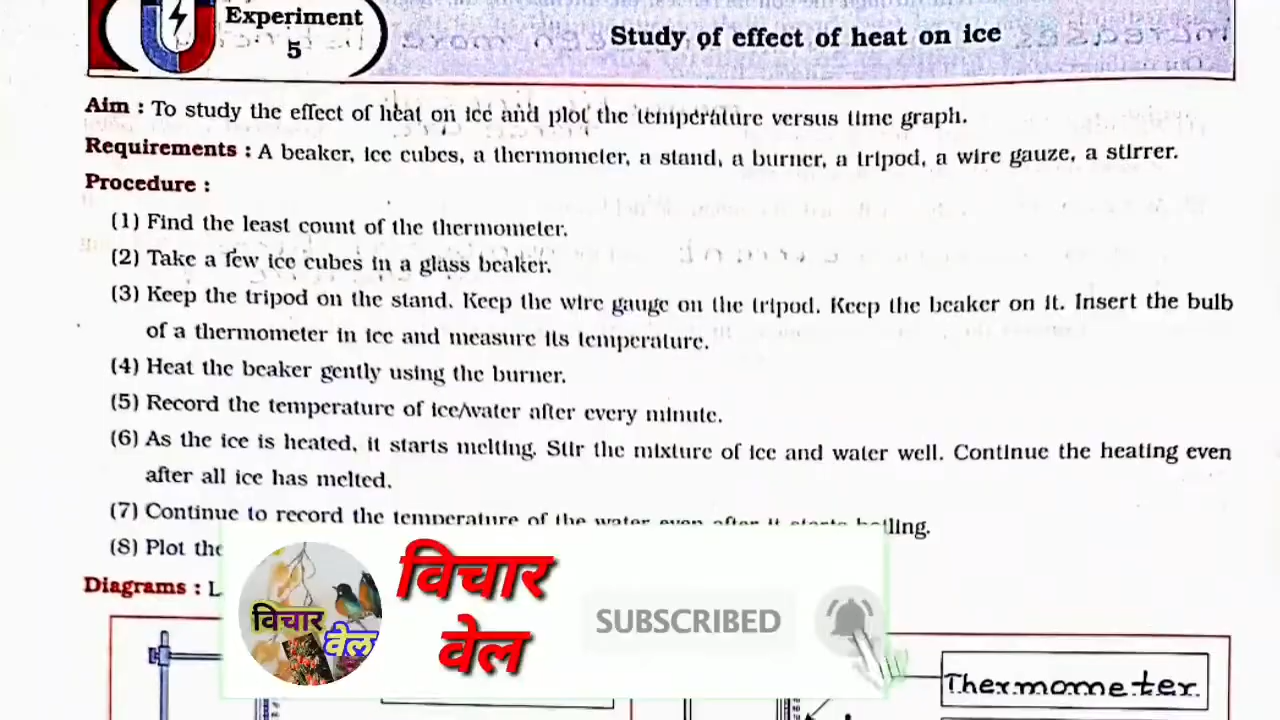 Experiment
5
Study of effect of heat on ice
Aim : To study the effect of heat on ice and plot the temperature versus time graph.
Requirements : A beaker, ice cubes, a thermometer, a stand, a burner, a tripod, a wire gauze, a stirrer.
Procedure :
(1) Find the least count of the thermometer.
(2) Take a few ice cubes in a glass beaker.
(3) Keep the tripod on the stand. Keep the wire gauge on the tripod. Keep the beaker on it. Insert the bulb
of a thermometer in ice and measure its temperature.
(4) Heat the beaker gently using the burner.
(5) Record the temperature of ice/water after every minute.
(6) As the ice is heated, it starts melting. Stir the mixture of ice and water well. Continue the heating even
after all ice has melted.
(7) Continue to record the temperature of the water even after it starts boiling.
(8) Plot the
Diagrams :
विचार
वेल
विचार
वेल
SUBSCRIBED
Thermometer.